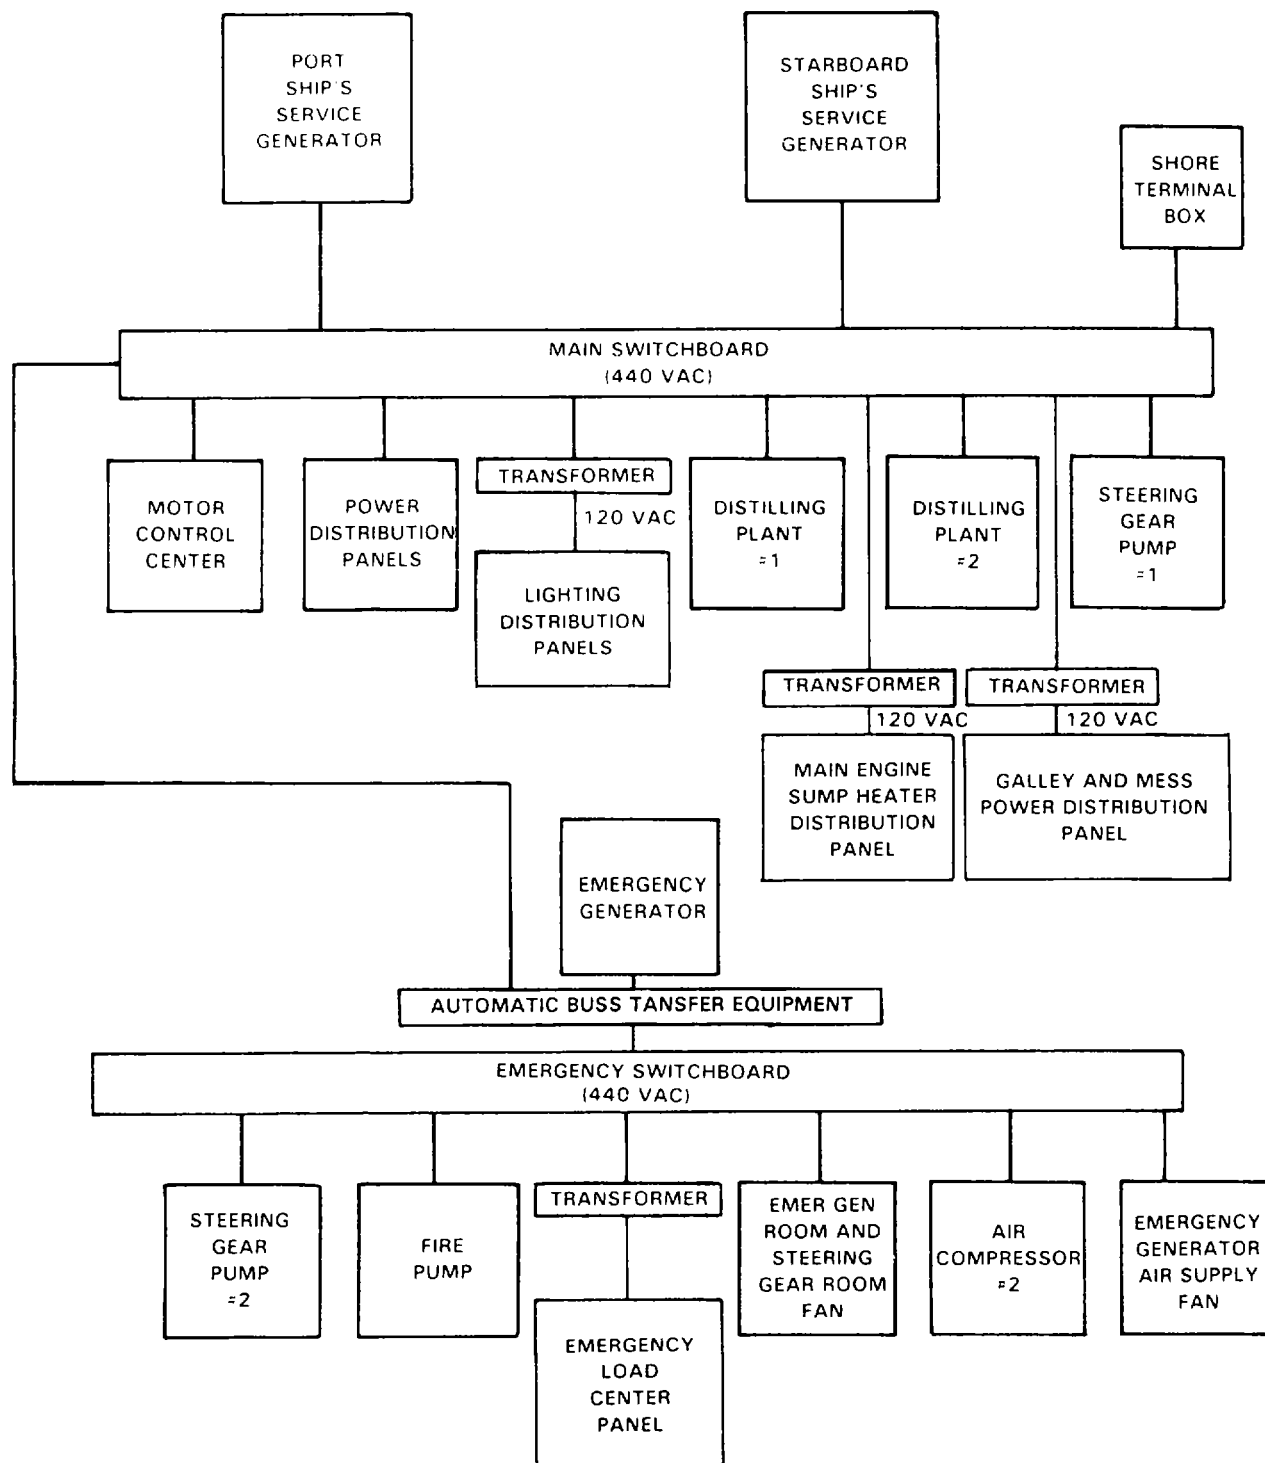 PORT
SHIP'S
SERVICE
GENERATOR
STARBOARD
SHIP'S
SERVICE
GENERATOR
SHORE
TERMINAL
BOX
MAIN SWITCHBOARD
(440 VAC)
MOTOR
CONTROL
CENTER
POWER
DISTRIBUTION
PANELS
TRANSFORMER
120 VAC
LIGHTING
DISTRIBUTION
PANELS
DISTILLING
PLANT
=1
DISTILLING
PLANT
=2
STEERING
GEAR
PUMP
=1
TRANSFORMER
120 VAC
MAIN ENGINE
SUMP HEATER
DISTRIBUTION
PANEL
TRANSFORMER
120 VAC
GALLEY AND MESS
POWER DISTRIBUTION
PANEL
EMERGENCY
GENERATOR
AUTOMATIC BUSS TANSFER EQUIPMENT
EMERGENCY SWITCHBOARD
(440 VAC)
STEERING
GEAR
PUMP
=2
FIRE
PUMP
TRANSFORMER
EMERGENCY
LOAD
CENTER
PANEL
EMER GEN
ROOM AND
STEERING
GEAR ROOM
FAN
AIR
COMPRESSOR
=2
EMERGENCY
GENERATOR
AIR SUPPLY
FAN